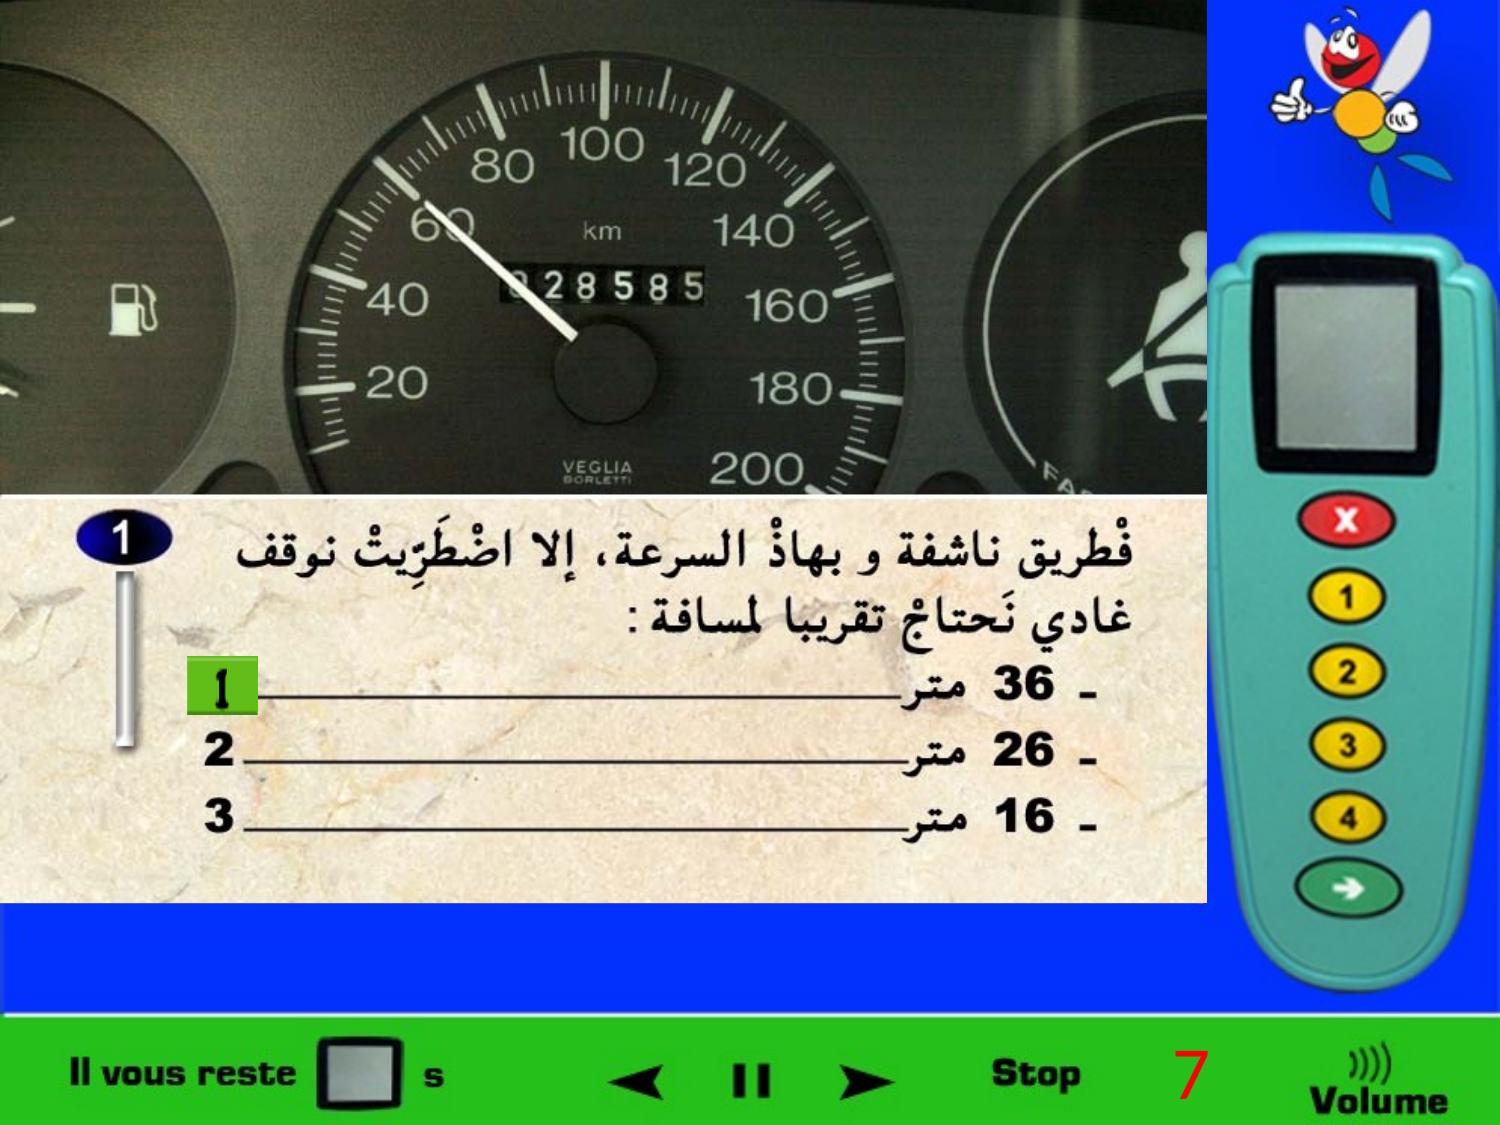 80
100
120
60
km
140
028585
40
160
20
180
VEGLIA
BORLETTI
200
1
فْطريق ناشفة و بهاذْ السرعة، إلا اضْطَرِّيتْ نوقف
غادي نَحتاجْ تقريبا لمسافة :
ـ 36 متر 1
ـ 26 متر 2
ـ 16 متر 3
X
1
2
3
4
Il vous reste s
Stop
7
Volume